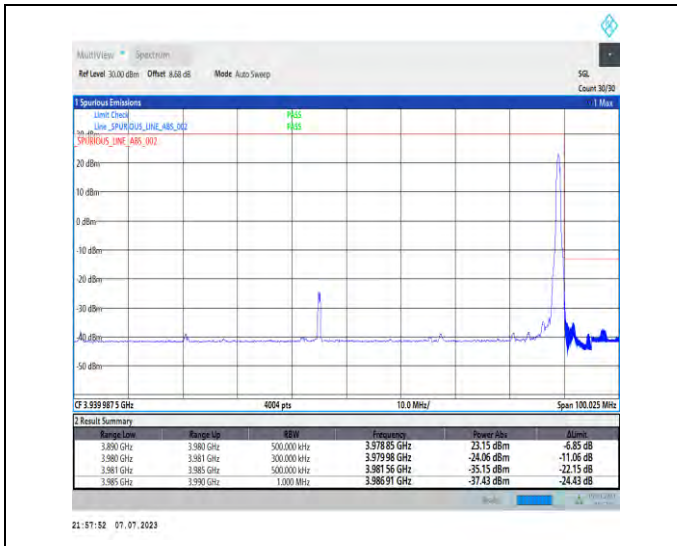 MultiView Spectrum
Ref Level 30.00 dBm Offset 8.68 dB Mode Auto Sweep SGL
Count 30/30
1 Spurious Emissions 1 Max
Limit Check PASS
Line _SPURIOUS_LINE_ABS_002 PASS
_SPURIOUS_LINE_ABS_002
20 dBm
10 dBm
0 dBm
-10 dBm
-20 dBm
-30 dBm
-40 dBm
-50 dBm
CF 3.939 987 5 GHz 4004 pts 10.0 MHz/ Span 100.025 MHz
2 Result Summary
Range Low Range Up RBW Frequency Power Abs ΔLimit
3.890 GHz 3.980 GHz 500.000 kHz 3.978 85 GHz 23.15 dBm -6.85 dB
3.980 GHz 3.981 GHz 300.000 kHz 3.979 98 GHz -24.06 dBm -11.06 dB
3.981 GHz 3.985 GHz 500.000 kHz 3.981 56 GHz -35.15 dBm -22.15 dB
3.985 GHz 3.990 GHz 1.000 MHz 3.986 91 GHz -37.43 dBm -24.43 dB
21:57:52 07.07.2023